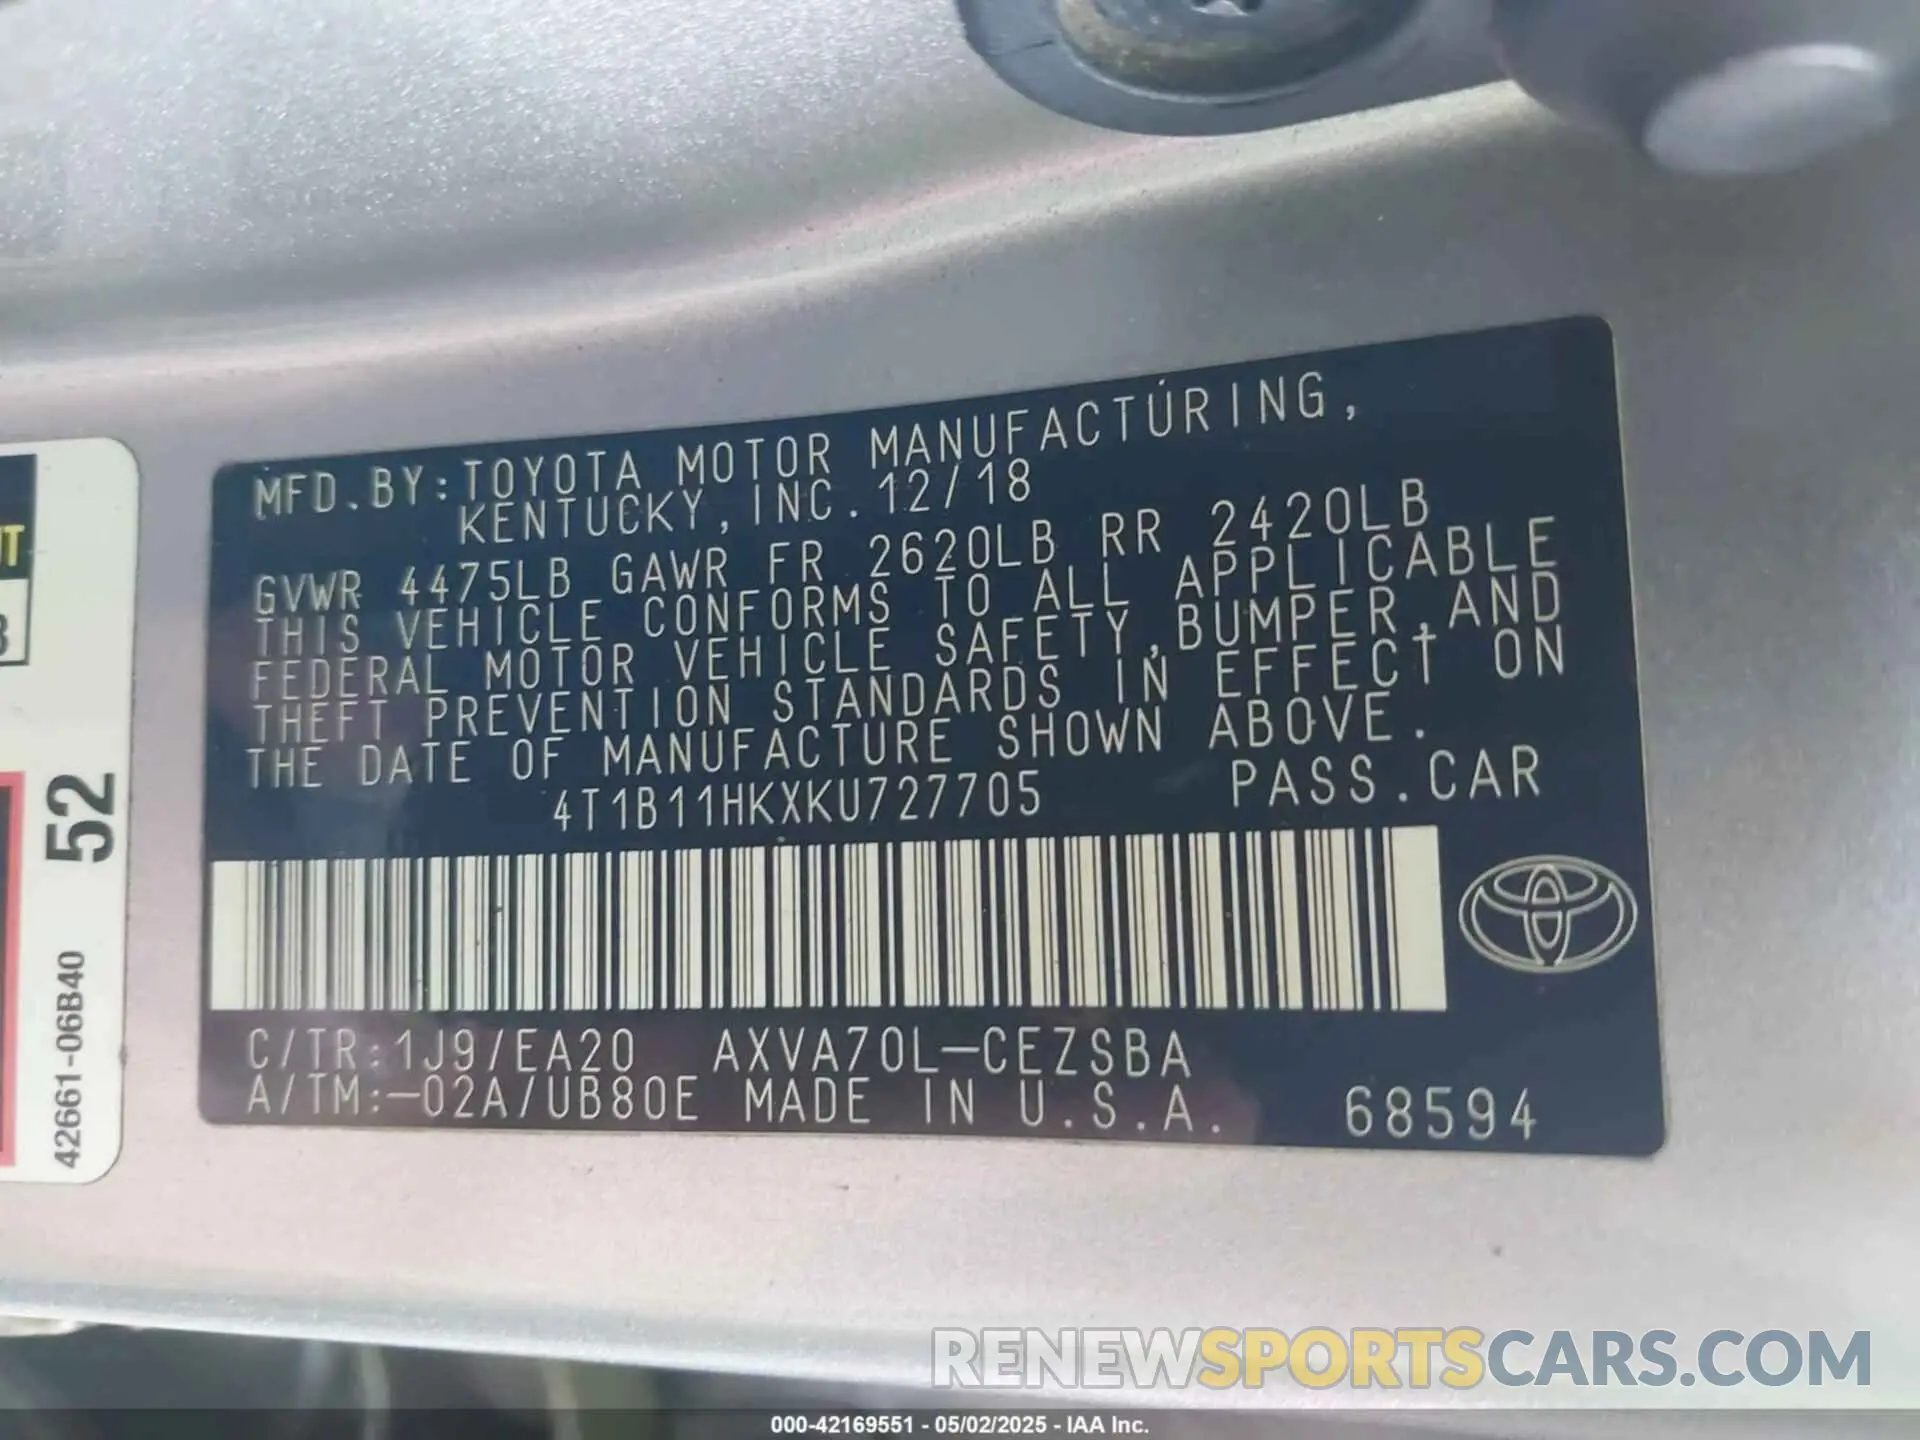 MFD.BY:TOYOTA MOTOR MANUFACTURING,
KENTUCKY, INC. 12/18
GVWR 4475LB GAWR FR 2620LB RR 2420LB
THIS VEHICLE CONFORMS TO ALL APPLICABLE
FEDERAL MOTOR VEHICLE SAFETY,BUMPER,AND
THEFT PREVENTION STANDARDS IN EFFECT ON
THE DATE OF MANUFACTURE SHOWN ABOVE.
4T1B11HKXKU727705 PASS.CAR
C/TR:1J9/EA20 AXVA70L-CEZSBA
A/TM:-02A/UB80E MADE IN U.S.A. 68594
52
42661-06B40
RENEWSPORTSCARS.COM
000-42169551 - 05/02/2025 - IAA Inc.